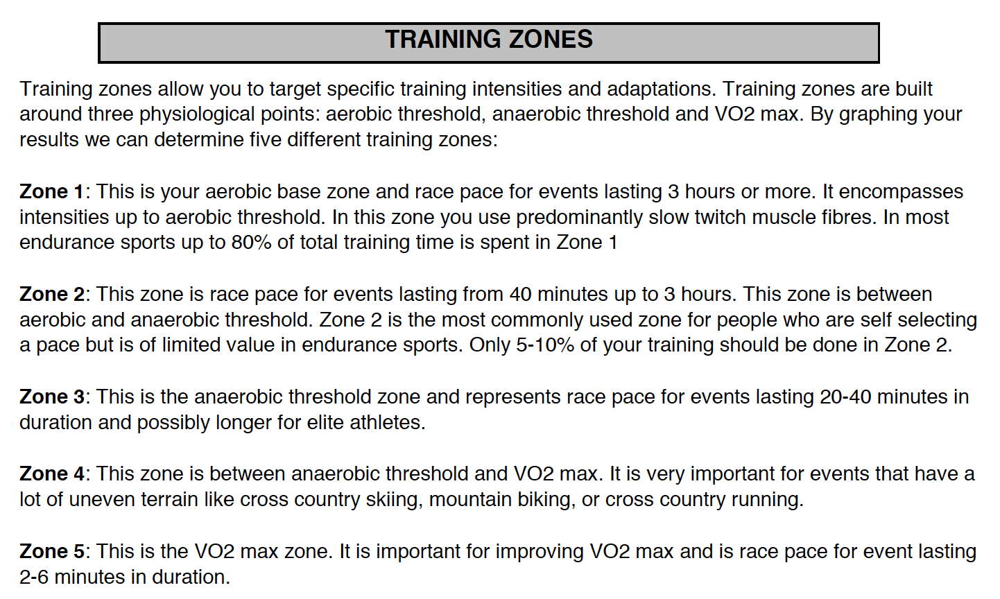 TRAINING ZONES
Training zones allow you to target specific training intensities and adaptations. Training zones are built
around three physiological points: aerobic threshold, anaerobic threshold and VO2 max. By graphing your
results we can determine five different training zones:
Zone 1: This is your aerobic base zone and race pace for events lasting 3 hours or more. It encompasses
intensities up to aerobic threshold. In this zone you use predominantly slow twitch muscle fibres. In most
endurance sports up to 80% of total training time is spent in Zone 1
Zone 2: This zone is race pace for events lasting from 40 minutes up to 3 hours. This zone is between
aerobic and anaerobic threshold. Zone 2 is the most commonly used zone for people who are self selecting
a pace but is of limited value in endurance sports. Only 5-10% of your training should be done in Zone 2.
Zone 3: This is the anaerobic threshold zone and represents race pace for events lasting 20-40 minutes in
duration and possibly longer for elite athletes.
Zone 4: This zone is between anaerobic threshold and VO2 max. It is very important for events that have a
lot of uneven terrain like cross country skiing, mountain biking, or cross country running.
Zone 5: This is the VO2 max zone. It is important for improving VO2 max and is race pace for event lasting
2-6 minutes in duration.